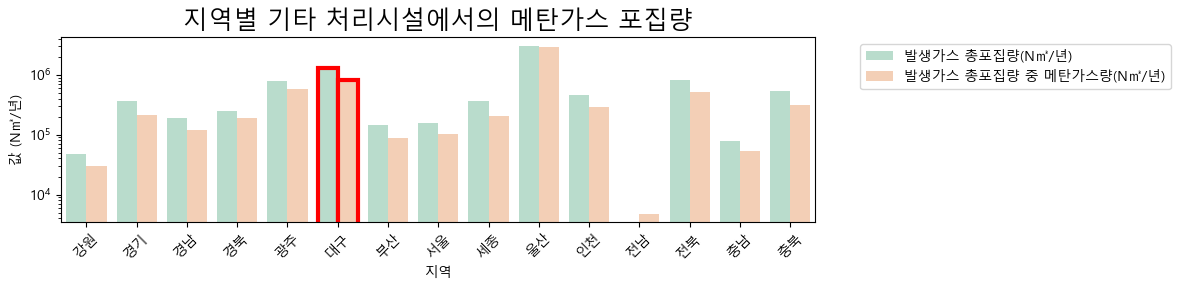 지역별 기타 처리시설에서의 메탄가스 포집량
발생가스 총포집량(N㎥/년)
발생가스 총포집량 중 메탄가스량(N㎥/년)
값 (N㎥/년)
10⁶
10⁵
10⁴
강원 경기 경남 경북 광주 대구 부산 서울 세종 울산 인천 전남 전북 충남 충북
지역